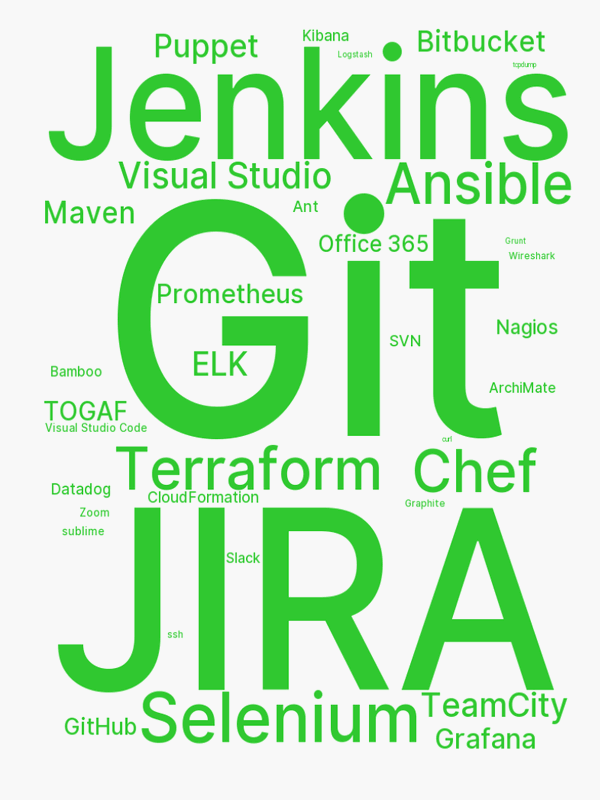 Kibana
Puppet
Bitbucket
Logstash
tcpdump
Jenkins
Visual Studio
Ansible
Maven
Ant
Office 365
Grunt
Wireshark
Git
Prometheus
Nagios
SVN
ELK
Bamboo
ArchiMate
TOGAF
Visual Studio Code
curl
Terraform
Chef
Datadog
CloudFormation
Graphite
Zoom
sublime
Slack
JIRA
ssh
Selenium
TeamCity
GitHub
Grafana